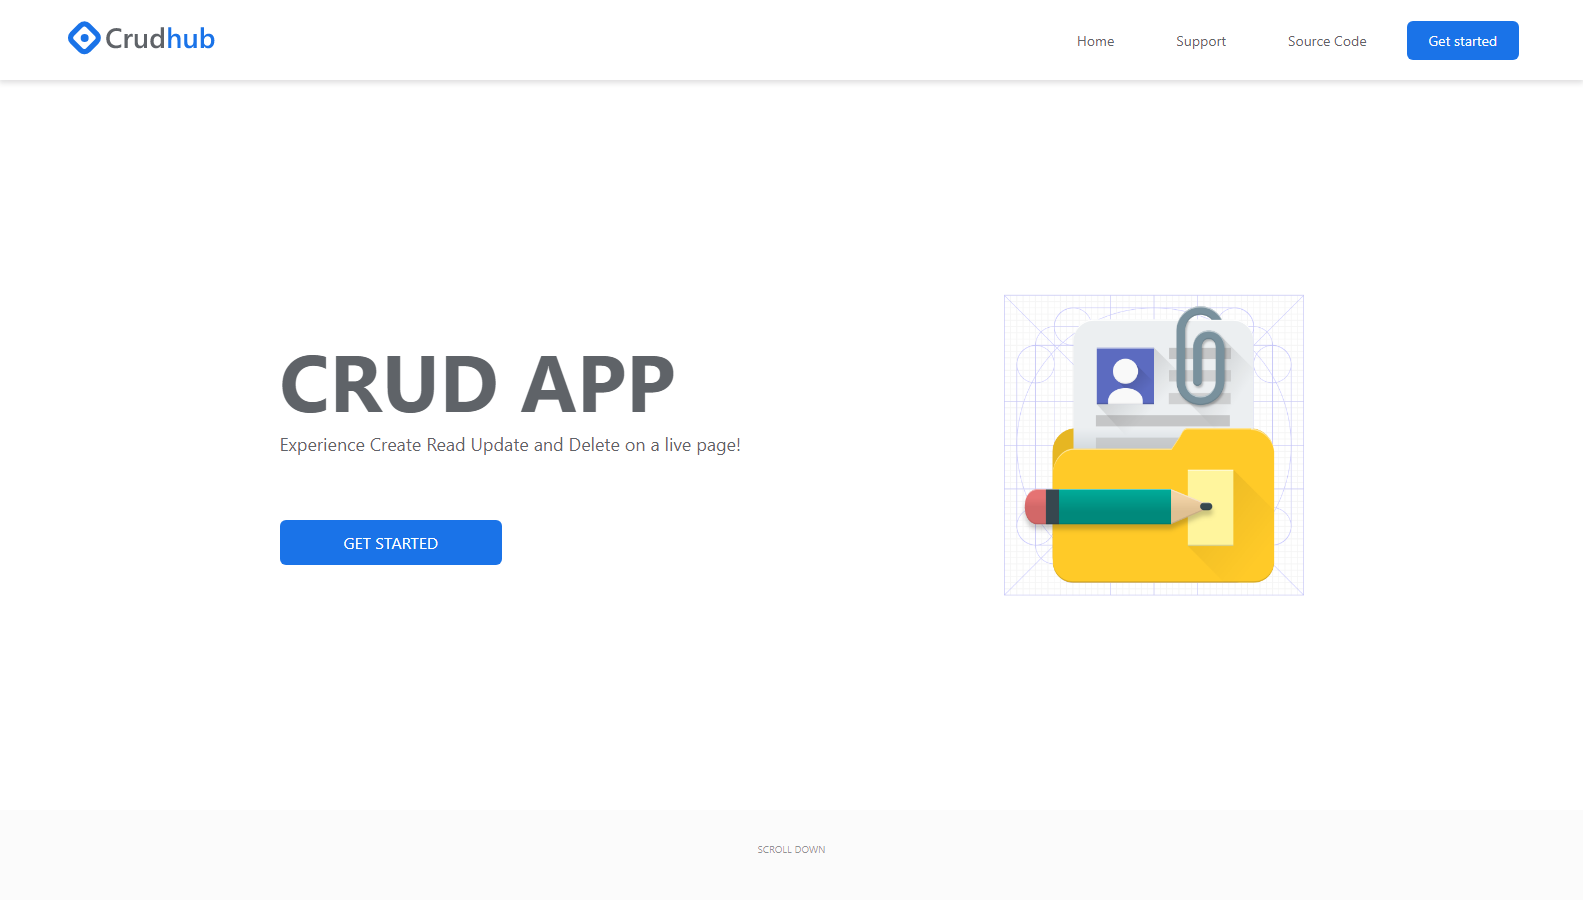 Crudhub
Home
Support
Source Code
Get started
CRUD APP
Experience Create Read Update and Delete on a live page!
GET STARTED
SCROLL DOWN